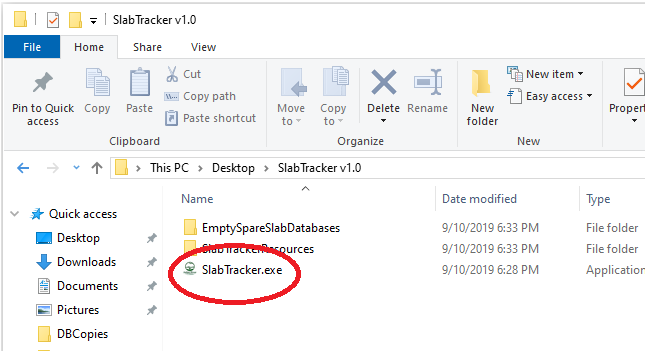 SlabTracker v1.0
File Home Share View
Pin to Quick access
Copy
Paste
Cut
Copy path
Paste shortcut
Clipboard
Move to
Copy to
Delete
Rename
Organize
New folder
New item
Easy access
New
Propert
This PC Desktop SlabTracker v1.0
Name Date modified Type
Quick access
Desktop
Downloads
Documents
Pictures
DBCopies
EmptySpareSlabDatabases 9/10/2019 6:33 PM File folder
SlabTrackerResources 9/10/2019 6:33 PM File folder
SlabTracker.exe 9/10/2019 6:28 PM Application